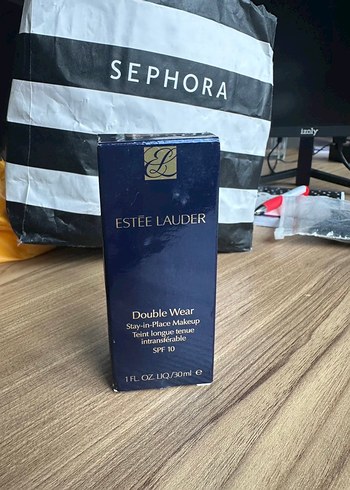 SEPHORA
izoly
ESTĒE LAUDER
Double Wear
Stay-in-Place Makeup
Teint longue tenue
intransférable
SPF 10
1 FL. OZ. LIQ./30 ml e